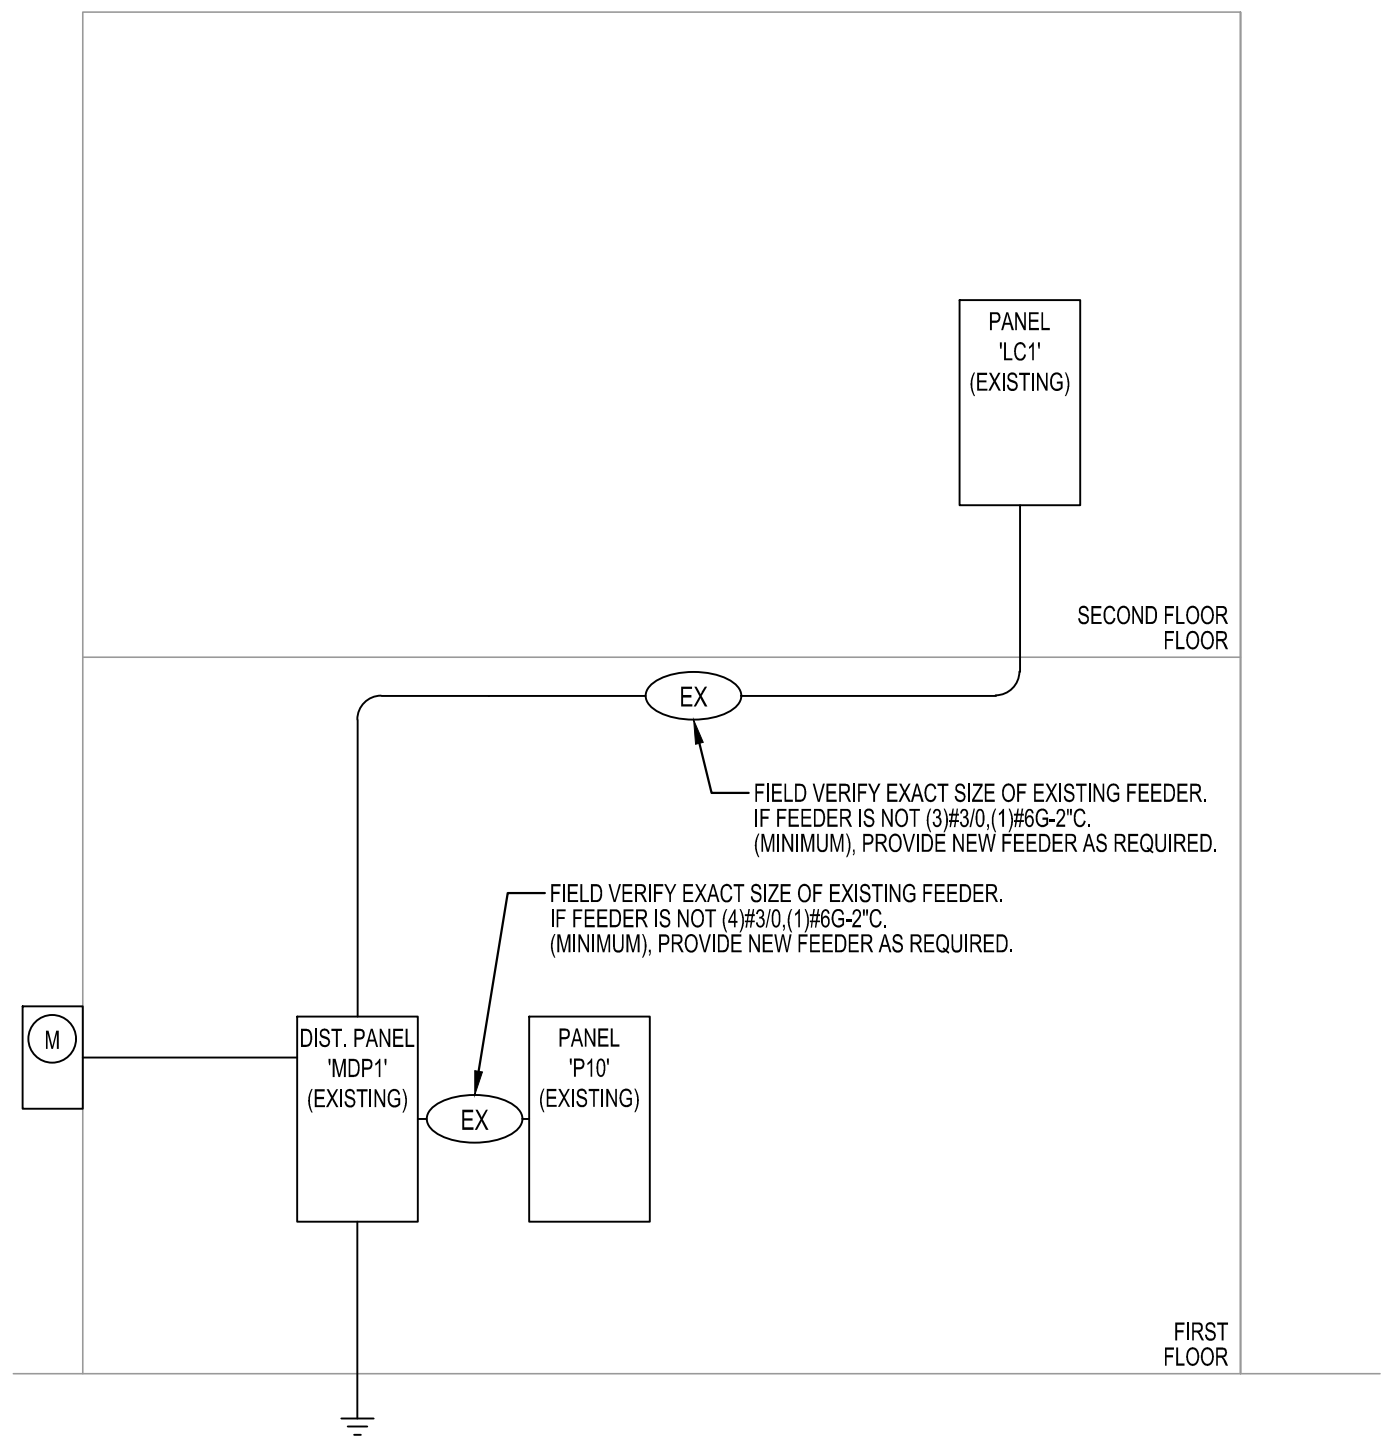 PANEL
'LC1'
(EXISTING)
SECOND FLOOR
FLOOR
EX
FIELD VERIFY EXACT SIZE OF EXISTING FEEDER.
IF FEEDER IS NOT (3)#3/0,(1)#6G-2"C.
(MINIMUM), PROVIDE NEW FEEDER AS REQUIRED.
FIELD VERIFY EXACT SIZE OF EXISTING FEEDER.
IF FEEDER IS NOT (4)#3/0,(1)#6G-2"C.
(MINIMUM), PROVIDE NEW FEEDER AS REQUIRED.
M
DIST. PANEL
'MDP1'
(EXISTING)
EX
PANEL
'P10'
(EXISTING)
FIRST
FLOOR